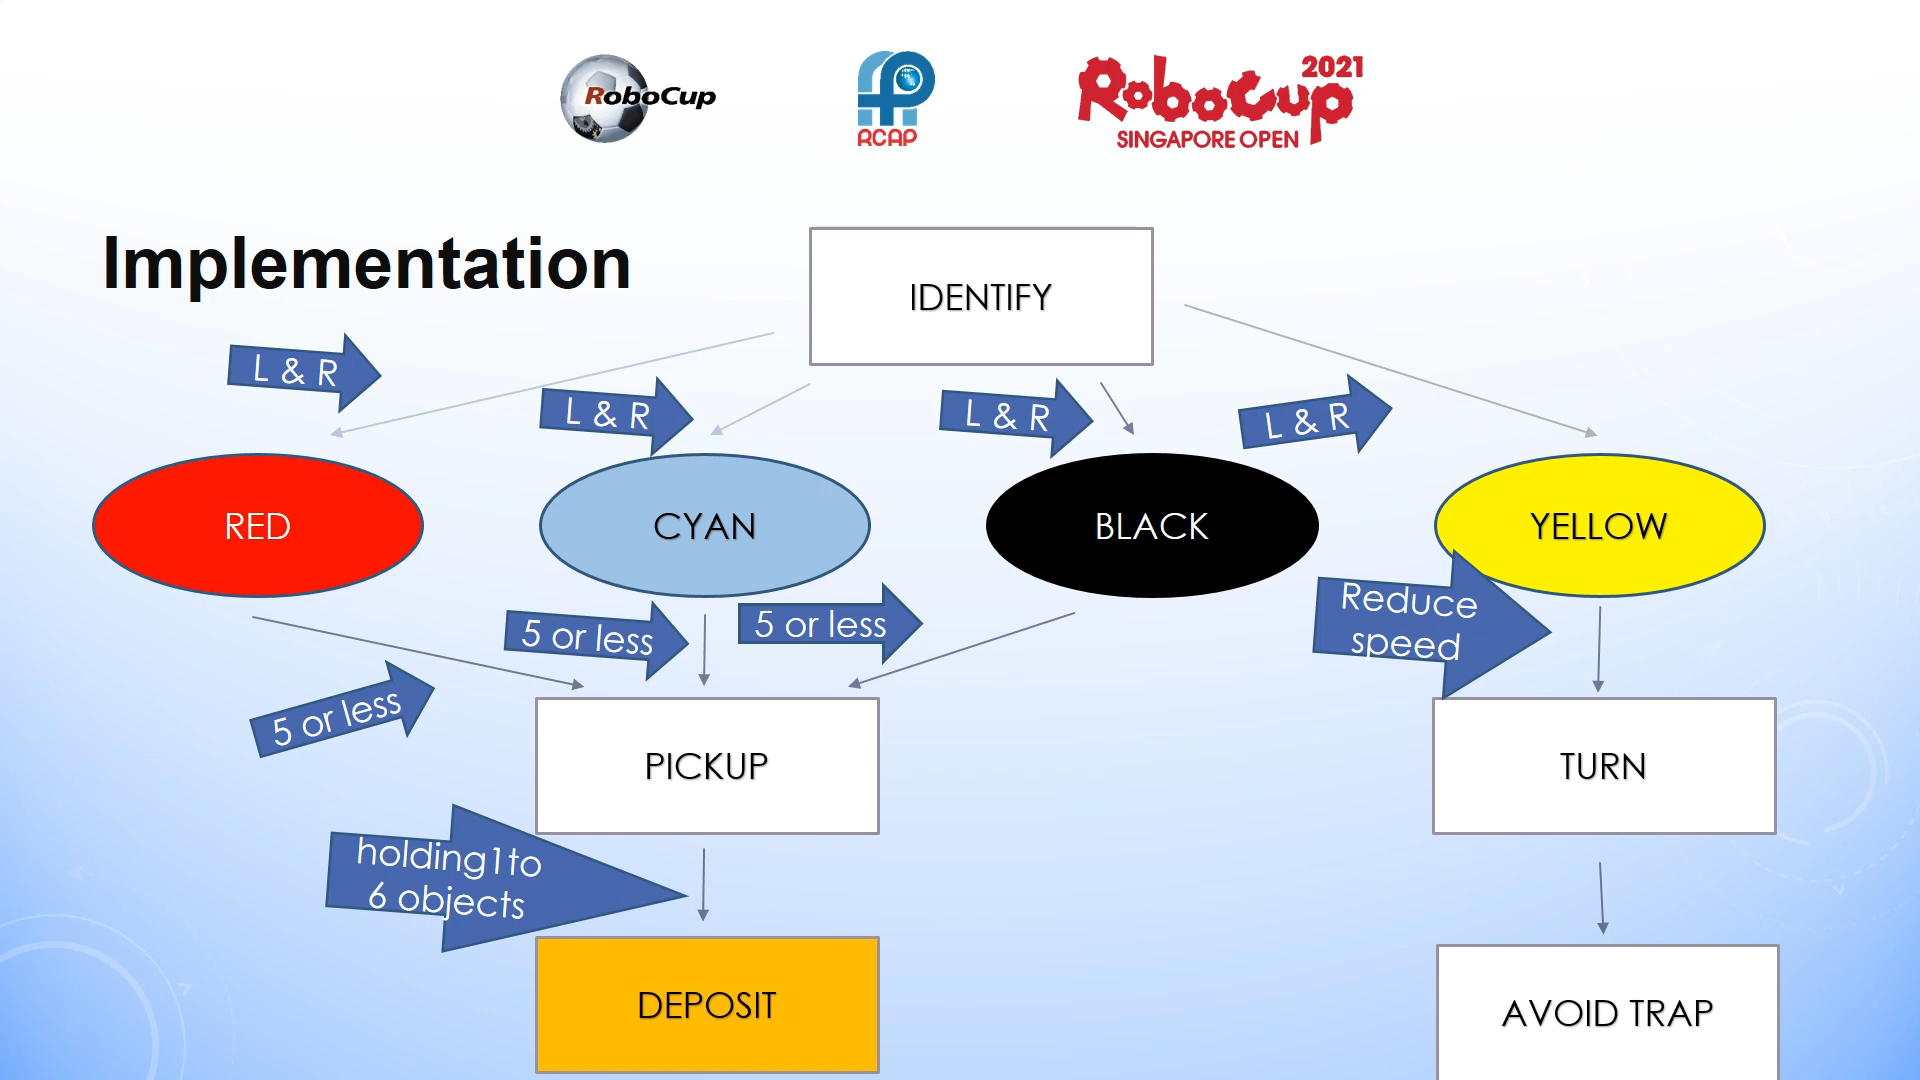 RoboCup
RCAP
2021
RoboCup
SINGAPORE OPEN
Implementation
IDENTIFY
L & R
L & R
L & R
L & R
RED
CYAN
BLACK
YELLOW
5 or less
5 or less
5 or less
Reduce
speed
PICKUP
TURN
holding1to
6 objects
DEPOSIT
AVOID TRAP